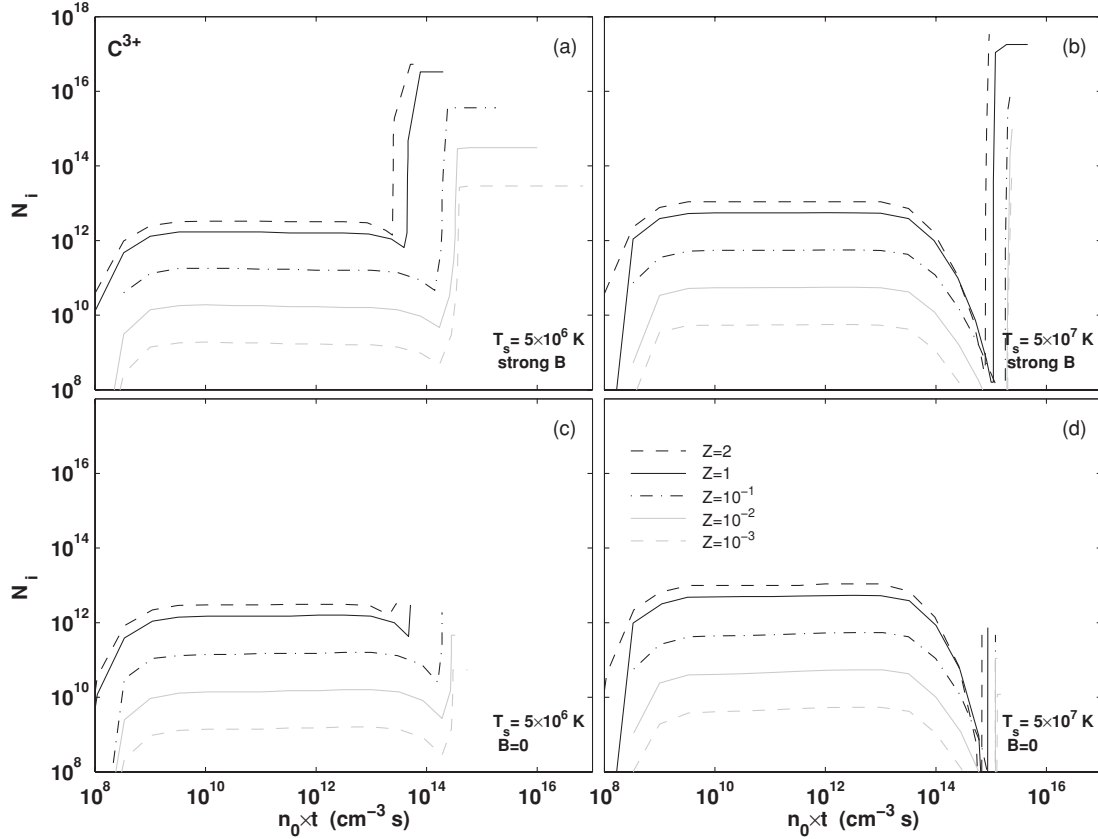 10^18
10^16
10^14
10^12
10^10
10^8
N_i
C^3+
(a)
T_s = 5×10^6 K
strong B
(b)
T_s = 5×10^7 K
strong B
10^16
10^14
10^12
10^10
10^8
N_i
(c)
T_s = 5×10^6 K
B=0
(d)
Z=2
Z=1
Z=10^−1
Z=10^−2
Z=10^−3
T_s = 5×10^7 K
B=0
10^8
10^10
10^12
10^14
10^8
10^10
10^12
10^14
10^16
n_0×t (cm^−3 s)
n_0×t (cm^−3 s)